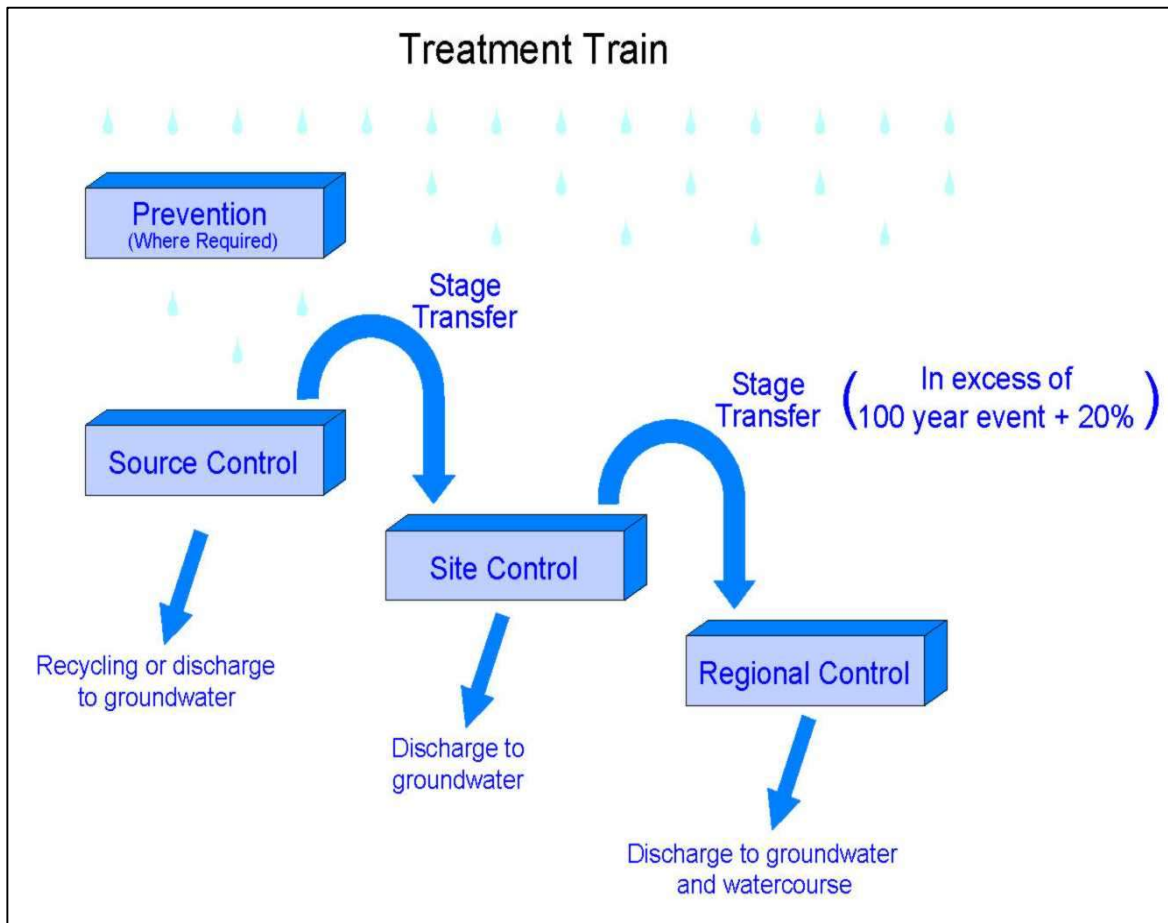 Treatment Train
Prevention
(Where Required)
Stage
Transfer
Source Control
Stage
Transfer
( In excess of
100 year event + 20% )
Site Control
Recycling or discharge
to groundwater
Regional Control
Discharge to
groundwater
Discharge to groundwater
and watercourse